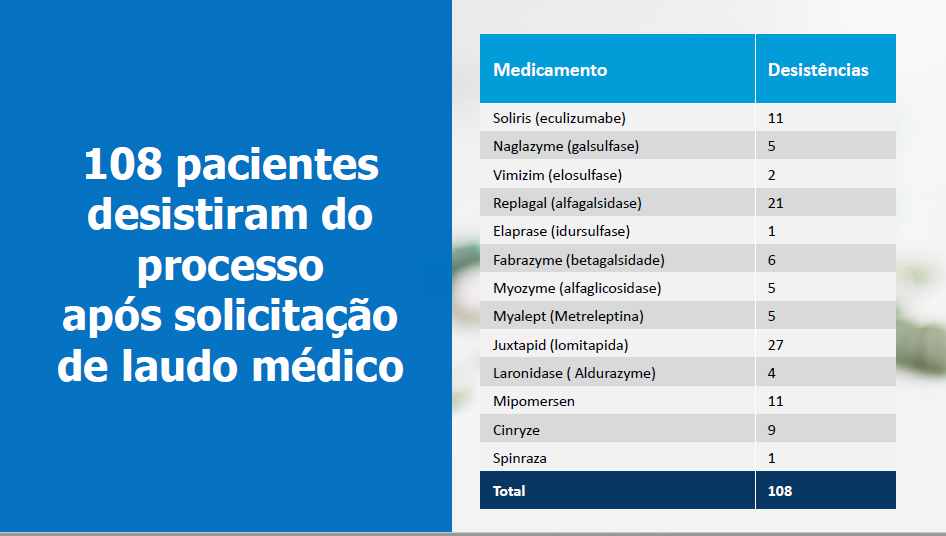 108 pacientes
desistiram do
processo
após solicitação
de laudo médico
Medicamento Desistências
Soliris (eculizumabe) 11
Naglazyme (galsulfase) 5
Vimizim (elosulfase) 2
Replagal (alfagalsidase) 21
Elaprase (idursulfase) 1
Fabrazyme (betagalsidade) 6
Myozyme (alfaglicosidase) 5
Myalept (Metreleptina) 5
Juxtapid (lomitapida) 27
Laronidase ( Aldurazyme) 4
Mipomersen 11
Cinryze 9
Spinraza 1
Total 108